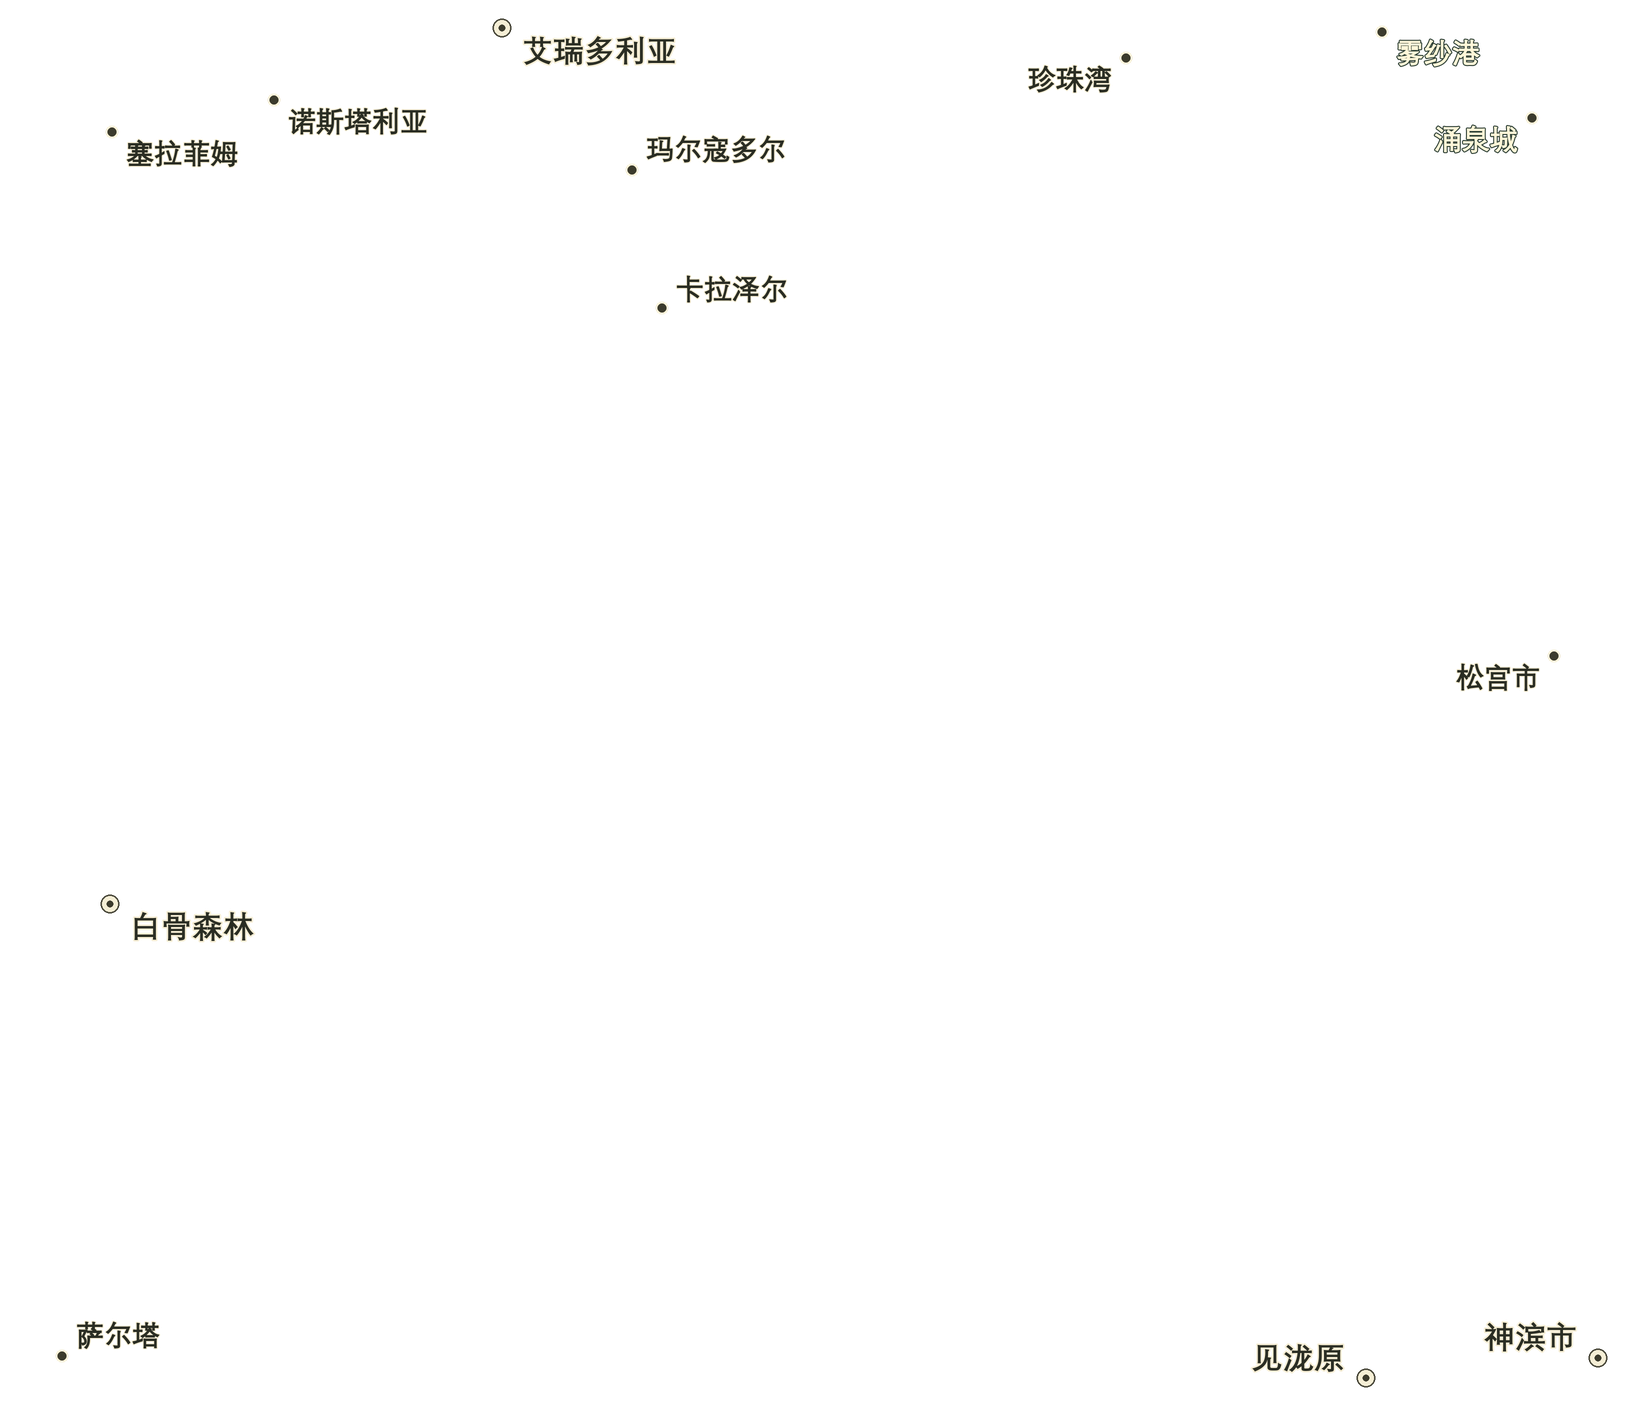 艾瑞多利亚
雾纱港
珍珠湾
诺斯塔利亚
涌泉城
塞拉菲姆
玛尔寇多尔
卡拉泽尔
松宫市
白骨森林
萨尔塔
神滨市
见泷原